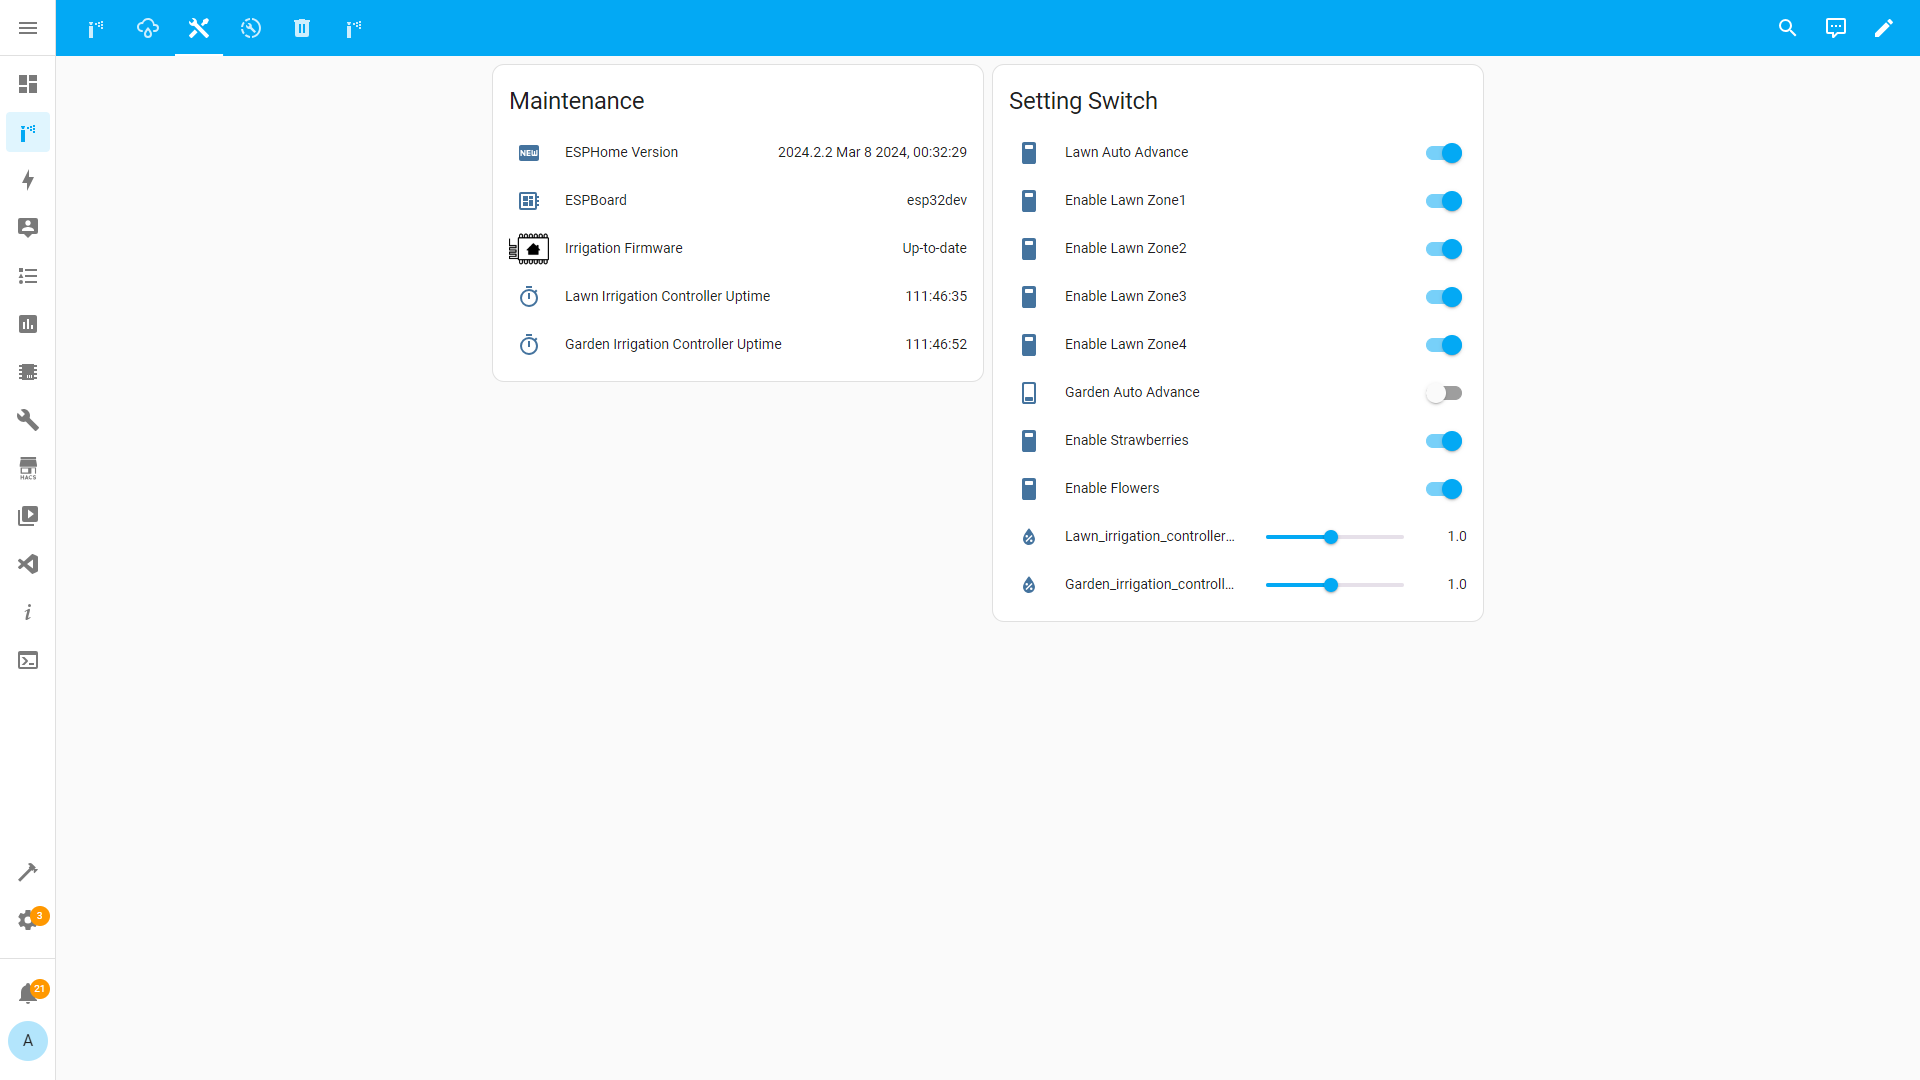 Maintenance
NEW ESPHome Version 2024.2.2 Mar 8 2024, 00:32:29
ESPBoard esp32dev
Irrigation Firmware Up-to-date
Lawn Irrigation Controller Uptime 111:46:35
Garden Irrigation Controller Uptime 111:46:52
Setting Switch
Lawn Auto Advance
Enable Lawn Zone1
Enable Lawn Zone2
Enable Lawn Zone3
Enable Lawn Zone4
Garden Auto Advance
Enable Strawberries
Enable Flowers
Lawn_irrigation_controller... 1.0
Garden_irrigation_controll... 1.0
HACS
3
21
A